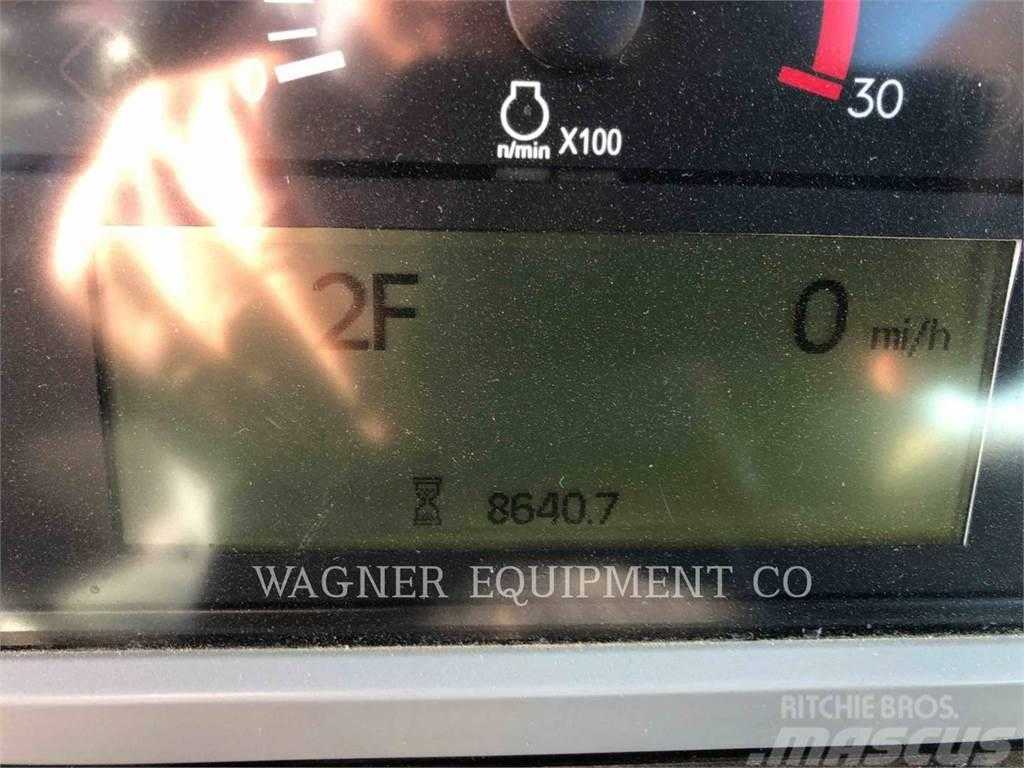 30
n/min X100
2F 0 mi/h
8640.7
WAGNER EQUIPMENT CO
RITCHIE BROS.
MASCUS